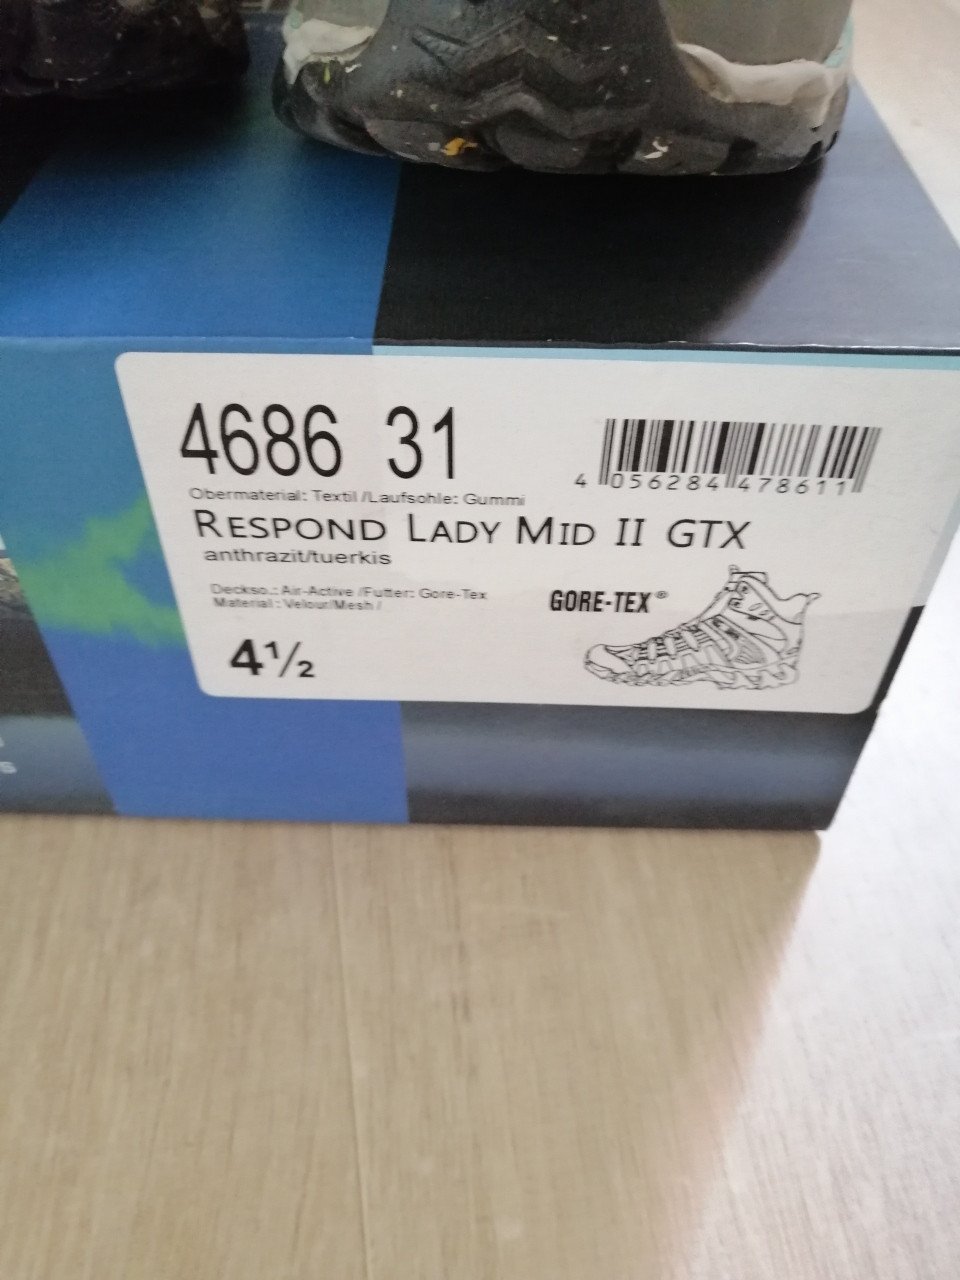 4686 31
4 056284 478611
Obermaterial: Textil /Laufsohle: Gummi
RESPOND LADY MID II GTX
anthrazit/tuerkis
Deckso.: Air-Active /Futter: Gore-Tex
Material: Velour/Mesh /
GORE-TEX®
4½